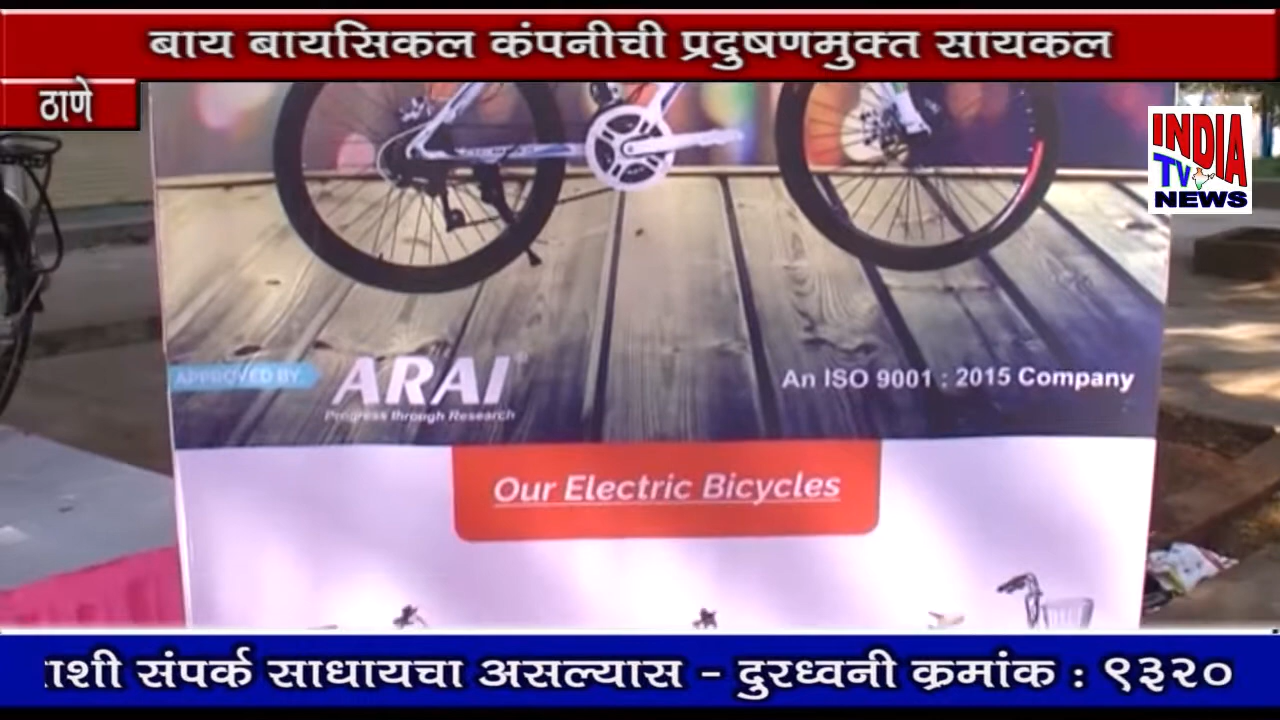 बाय बायसिकल कंपनीची प्रदुषणमुक्त सायकल
ठाणे
INDIA
TV
NEWS
APPROVED BY
ARAI
Progress through Research
An ISO 9001 : 2015 Company
Our Electric Bicycles
संपर्क साधायचा असल्यास - दुरध्वनी क्रमांक : ९३२०